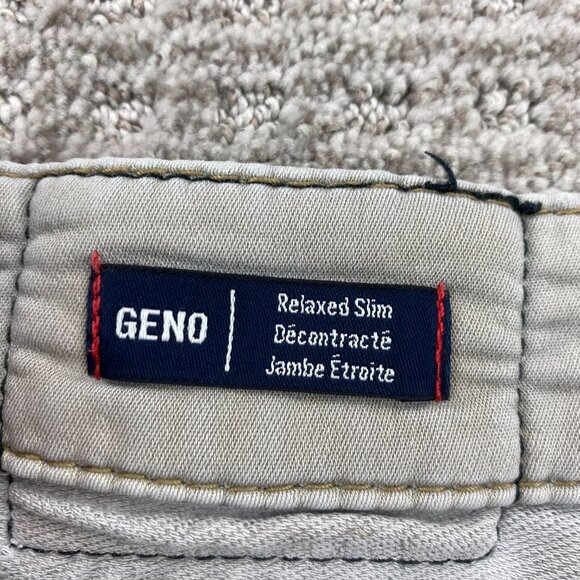 GENO
Relaxed Slim
Décontracté
Jambe Étroite